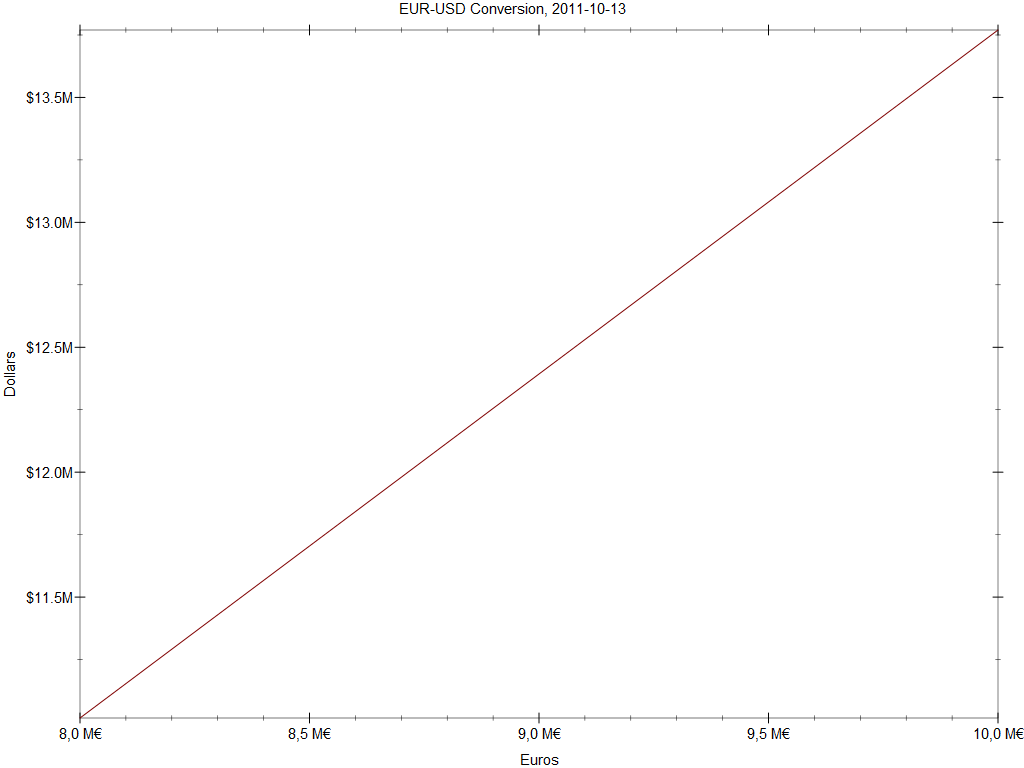 EUR-USD Conversion, 2011-10-13
$13.5M
$13.0M
$12.5M
Dollars
$12.0M
$11.5M
8,0 M€ 8,5 M€ 9,0 M€ 9,5 M€ 10,0 M€
Euros